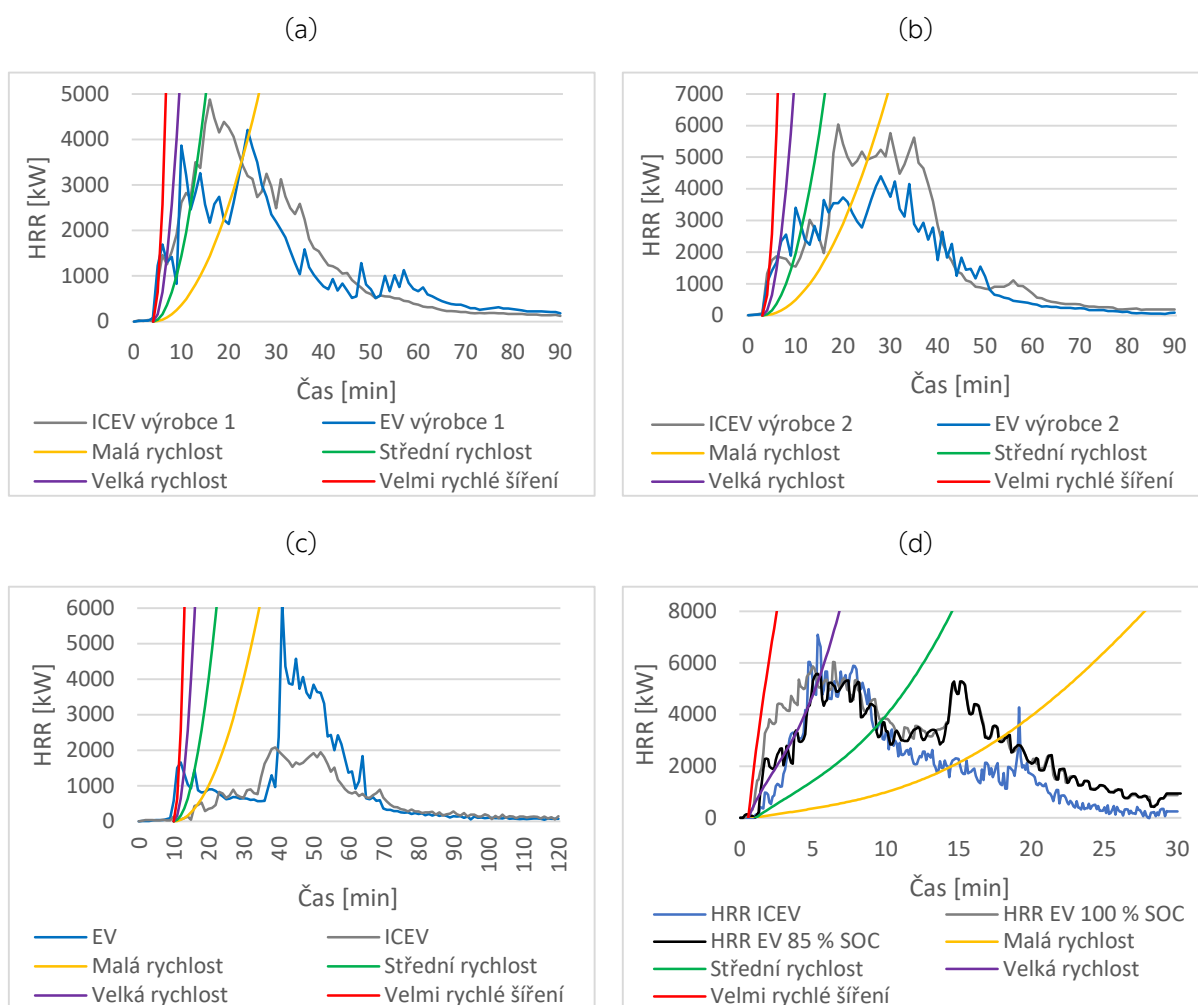 (a)
(b)
5000
4000
3000
2000
1000
0
HRR [kW]
0 10 20 30 40 50 60 70 80 90
Čas [min]
ICEV výrobce 1 EV výrobce 1
Malá rychlost Střední rychlost
Velká rychlost Velmi rychlé šíření
7000
6000
5000
4000
3000
2000
1000
0
HRR [kW]
0 10 20 30 40 50 60 70 80 90
Čas [min]
ICEV výrobce 2 EV výrobce 2
Malá rychlost Střední rychlost
Velká rychlost Velmi rychlé šíření
(c)
(d)
6000
5000
4000
3000
2000
1000
0
HRR [kW]
0 10 20 30 40 50 60 70 80 90 100 110 120
Čas [min]
EV ICEV
Malá rychlost Střední rychlost
Velká rychlost Velmi rychlé šíření
8000
6000
4000
2000
0
HRR [kW]
0 5 10 15 20 25 30
Čas [min]
HRR ICEV HRR EV 100 % SOC
HRR EV 85 % SOC Malá rychlost
Střední rychlost Velká rychlost
Velmi rychlé šíření